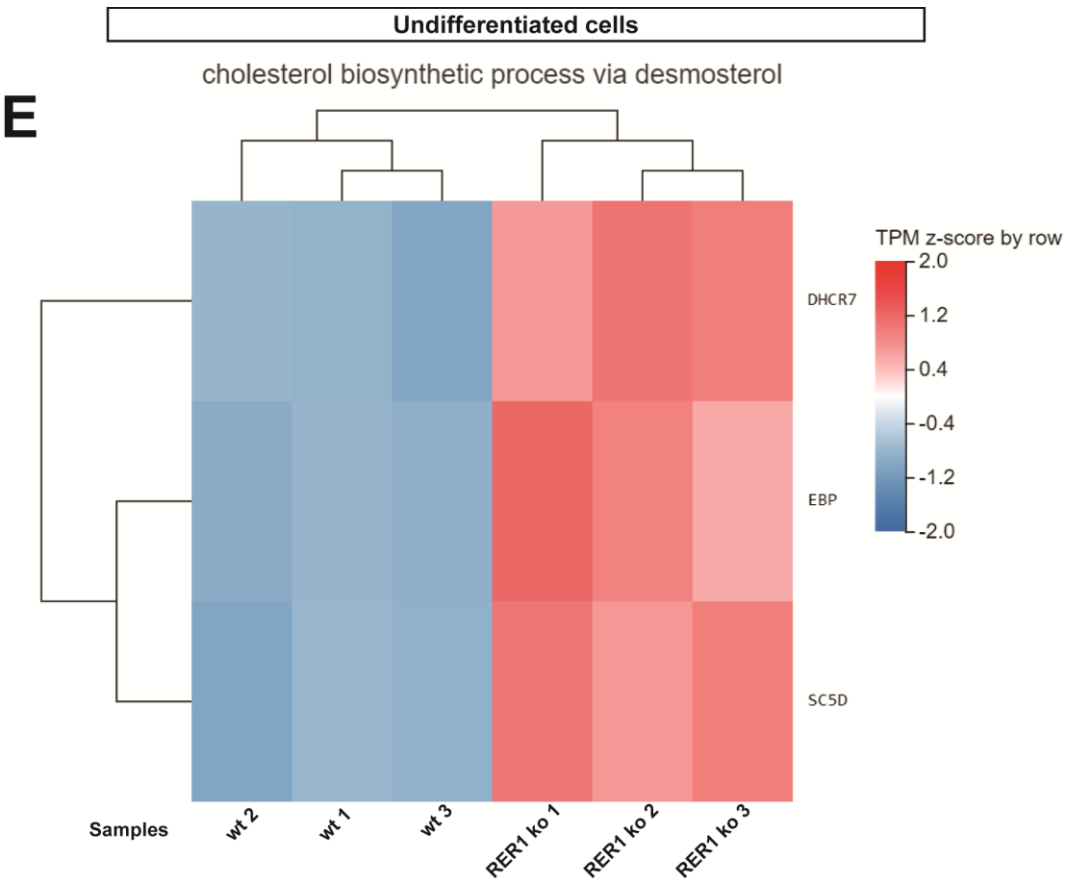 Undifferentiated cells
cholesterol biosynthetic process via desmosterol
E
TPM z-score by row
2.0
1.2
0.4
-0.4
-1.2
-2.0
DHCR7
EBP
SC5D
Samples
wt 2
wt 1
wt 3
RER1 ko 1
RER1 ko 2
RER1 ko 3